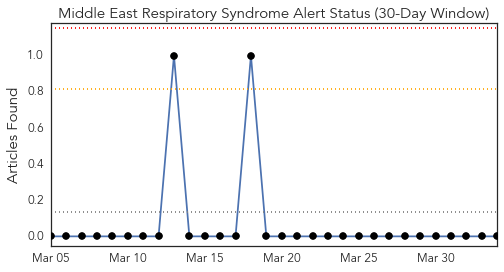 Middle East Respiratory Syndrome Alert Status (30-Day Window)
Articles Found
1.0
0.8
0.6
0.4
0.2
0.0
Mar 05 Mar 10 Mar 15 Mar 20 Mar 25 Mar 30